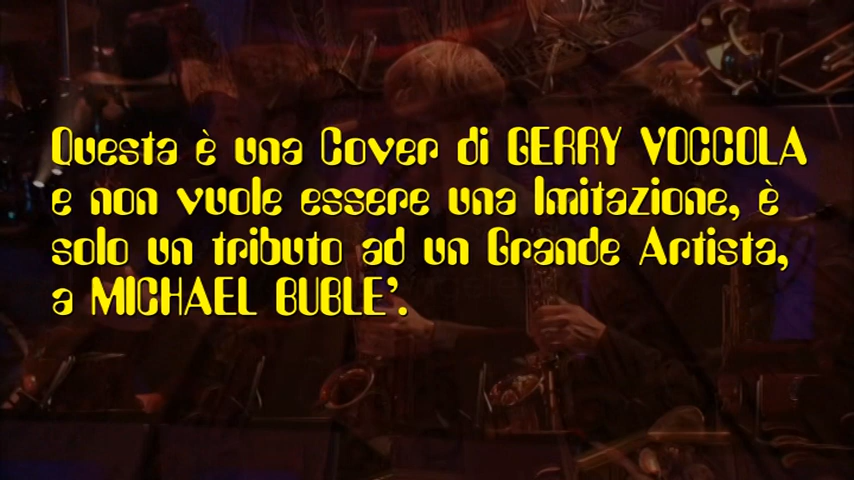 Questa è una Cover di GERRY VOCCOLA
e non vuole essere una Imitazione, è
solo un tributo ad un Grande Artista,
a MICHAEL BUBLE'.